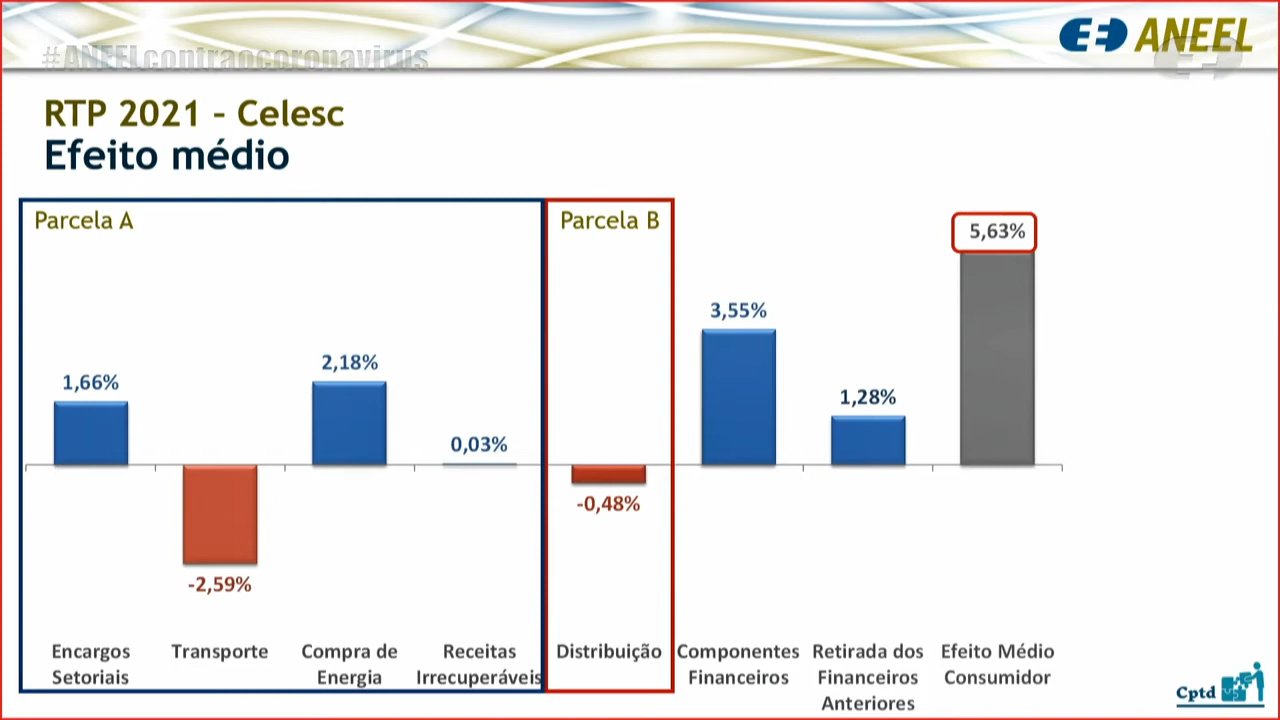 #ANEELcontraocoronavirus
ANEEL
RTP 2021 – Celesc
Efeito médio
Parcela A
Parcela B
5,63%
3,55%
2,18%
1,66%
1,28%
0,03%
-0,48%
-2,59%
Encargos
Setoriais
Transporte
Compra de
Energia
Receitas
Irrecuperáveis
Distribuição
Componentes
Financeiros
Retirada dos
Financeiros
Anteriores
Efeito Médio
Consumidor
Cptd